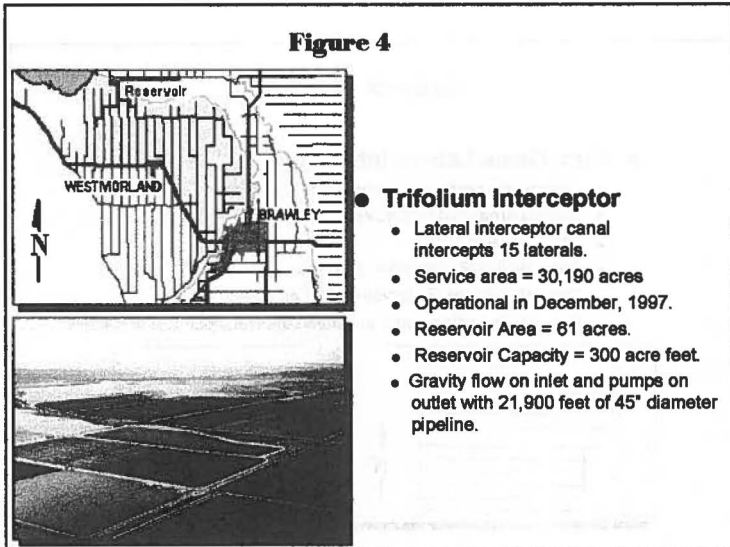 Figure 4
Reservoir
WESTMORLAND
BRAWLEY
N
• Trifolium Interceptor
• Lateral interceptor canal
intercepts 15 laterals.
• Service area = 30,190 acres
• Operational in December, 1997.
• Reservoir Area = 61 acres.
• Reservoir Capacity = 300 acre feet.
• Gravity flow on inlet and pumps on
outlet with 21,900 feet of 45" diameter
pipeline.